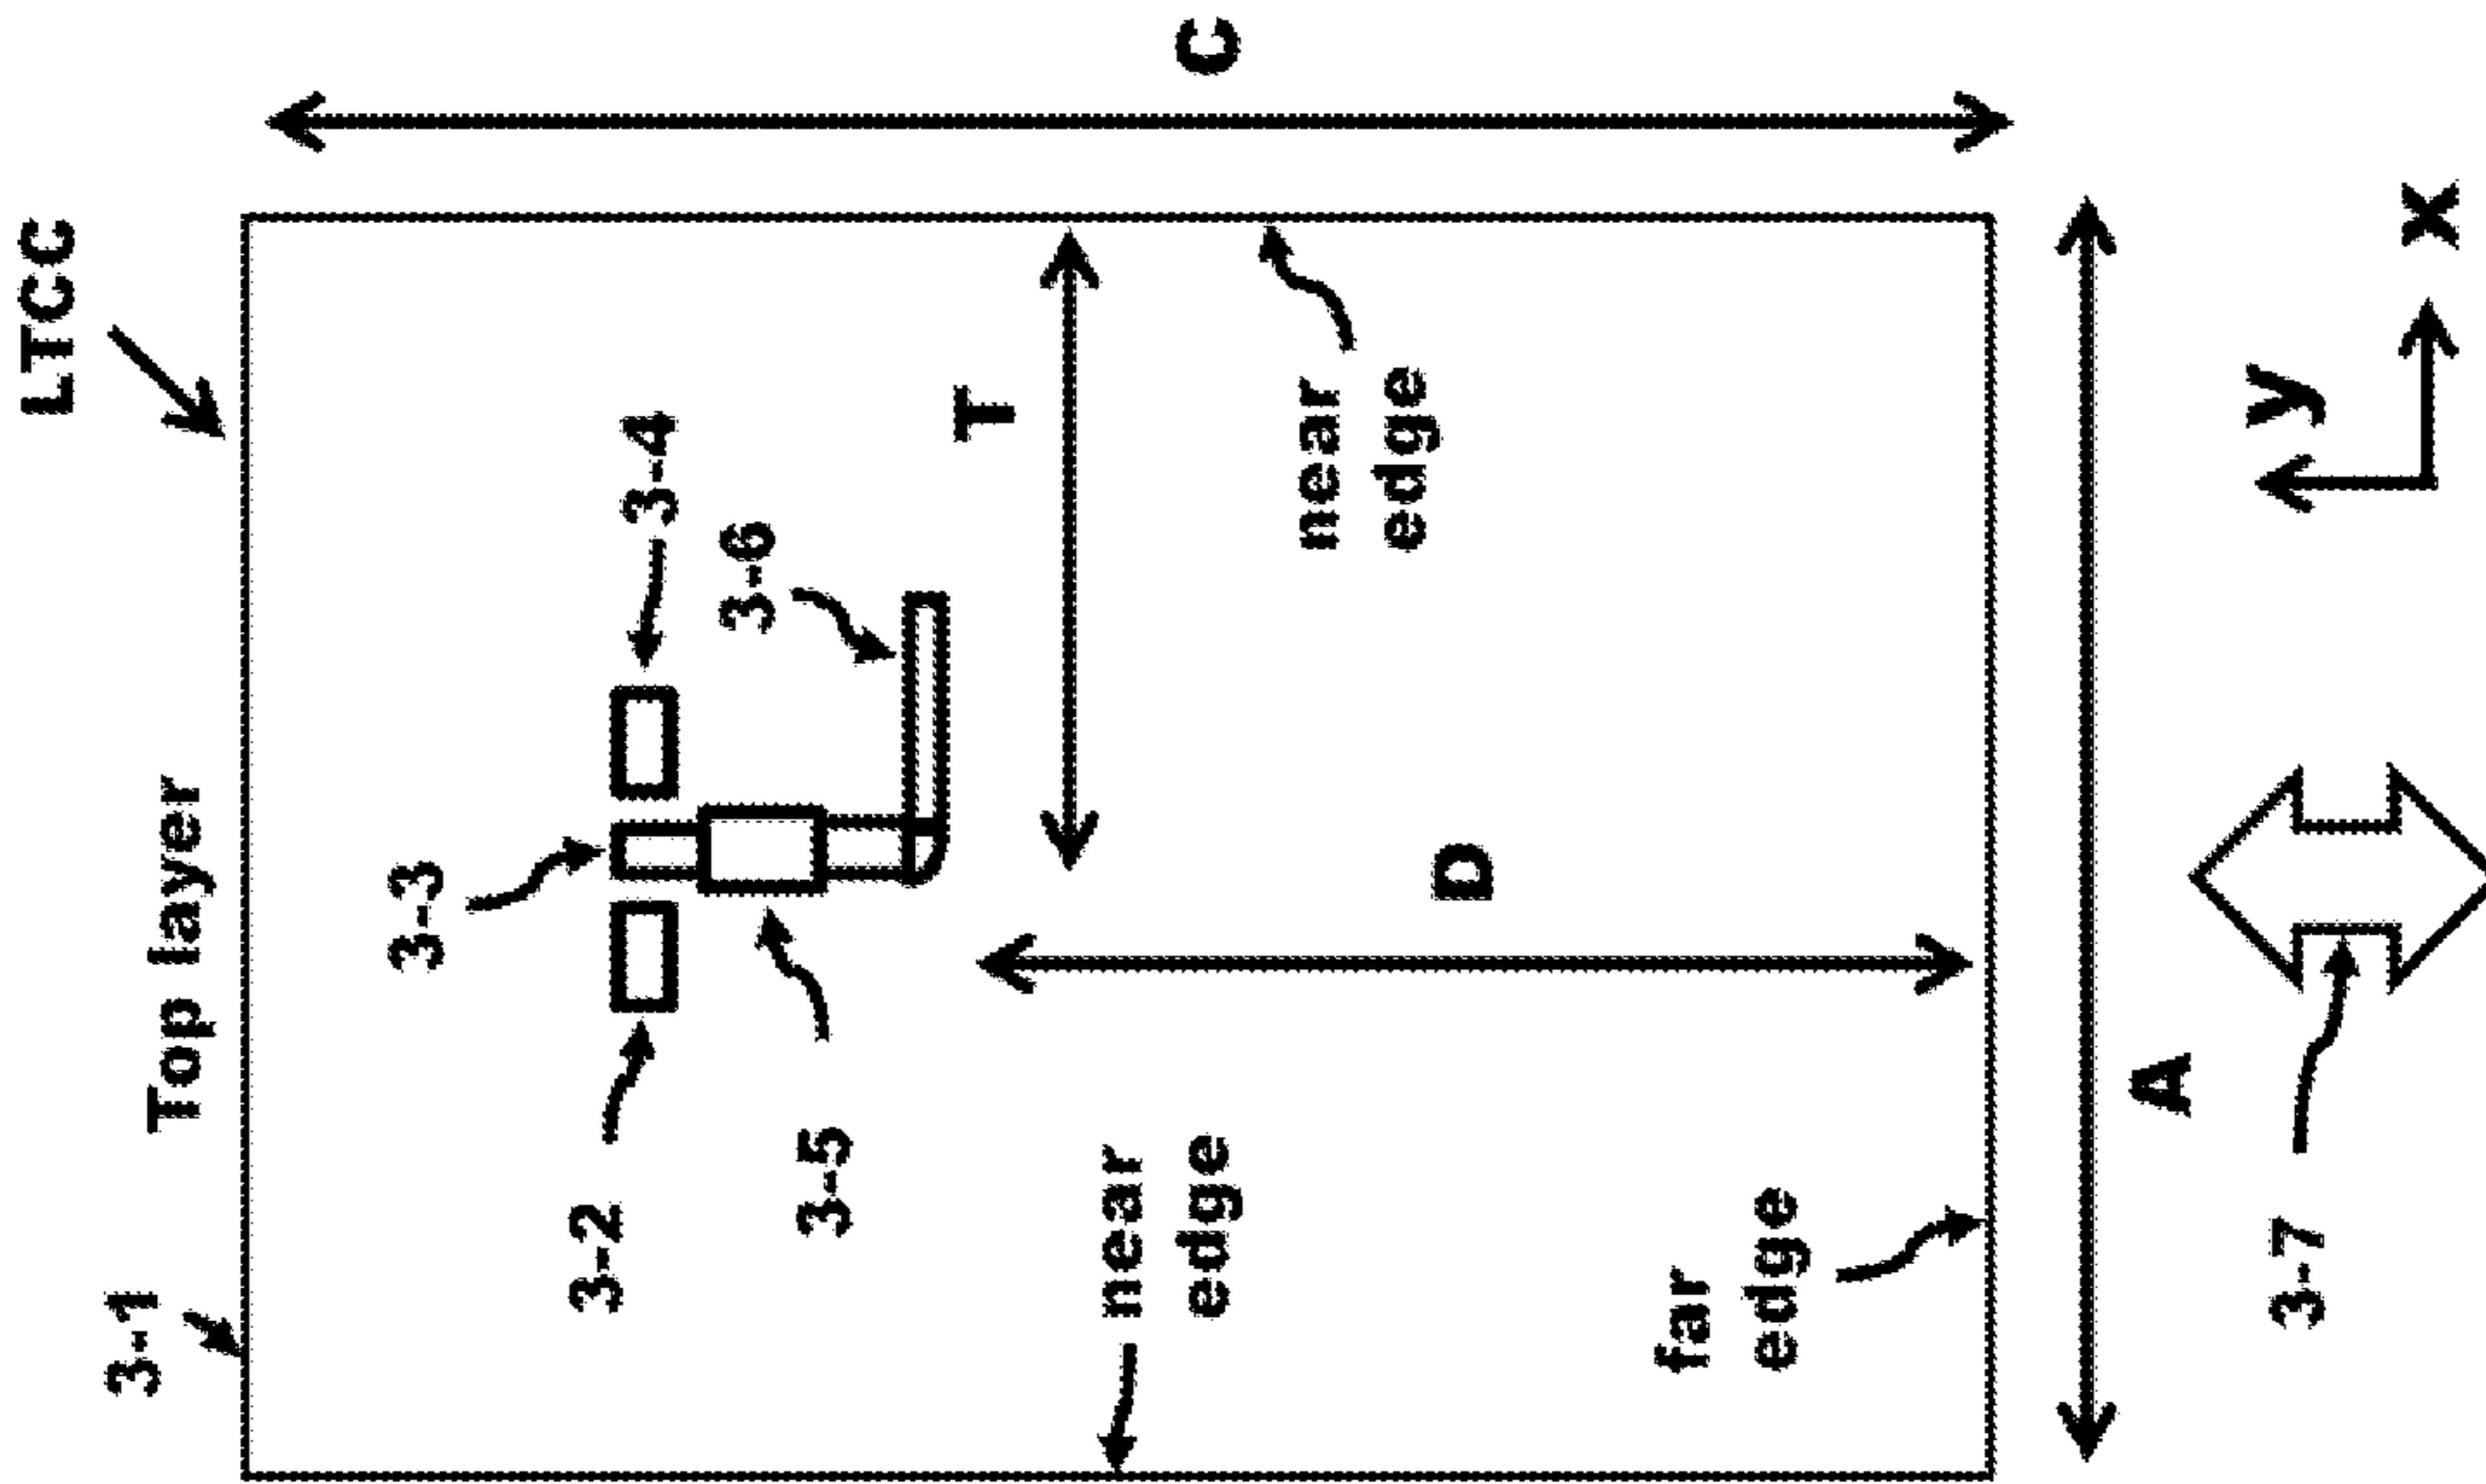 LTCC
3-1
Top layer
3-3
3-2
3-4
3-6
3-5
T
near
edge
C
near
edge
D
far
edge
A
y
3-7
X